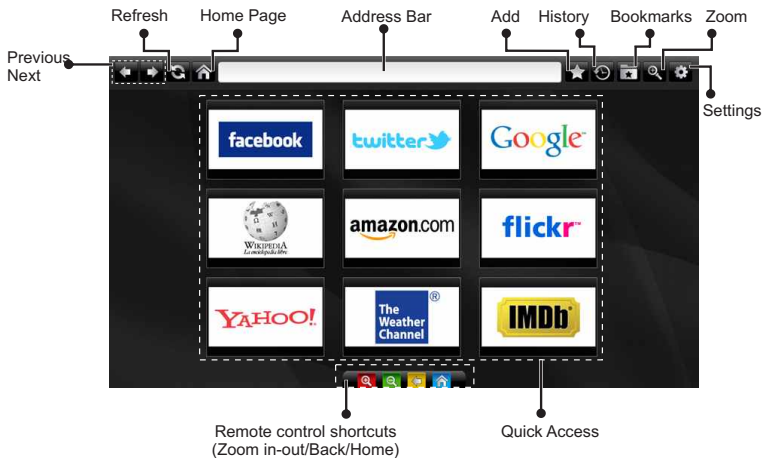 Refresh
Home Page
Address Bar
Add
History
Bookmarks
Zoom
Previous
Next
Settings
facebook
twitter
Google
WIKIPEDIA
La enciclopedia libre
amazon.com
flickr
YAHOO!
The
Weather
Channel
®
IMDb
Remote control shortcuts
(Zoom in-out/Back/Home)
Quick Access